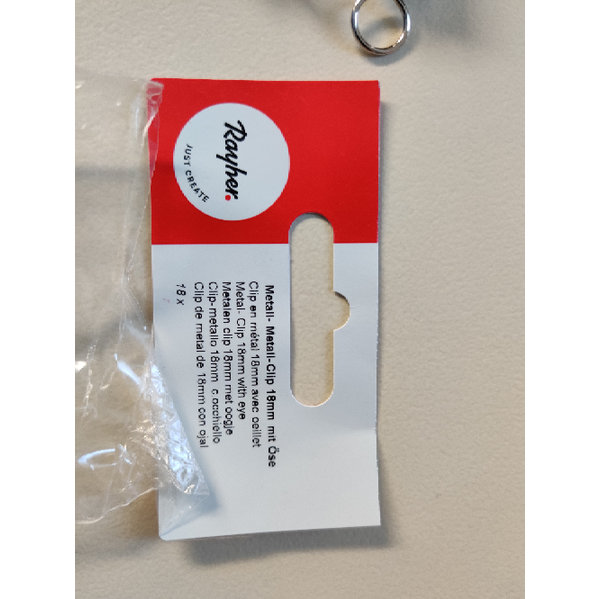 Rayher.
JUST CREATE
Metall- Metall-Clip 18mm mit Öse
Clip en métal 18mm avec oeillet
Metal- Clip 18mm with eye
Metalen clip 18mm met oogje
Clip-metallo 18mm c.occhiello
Clip de metal de 18mm con ojal
18 x